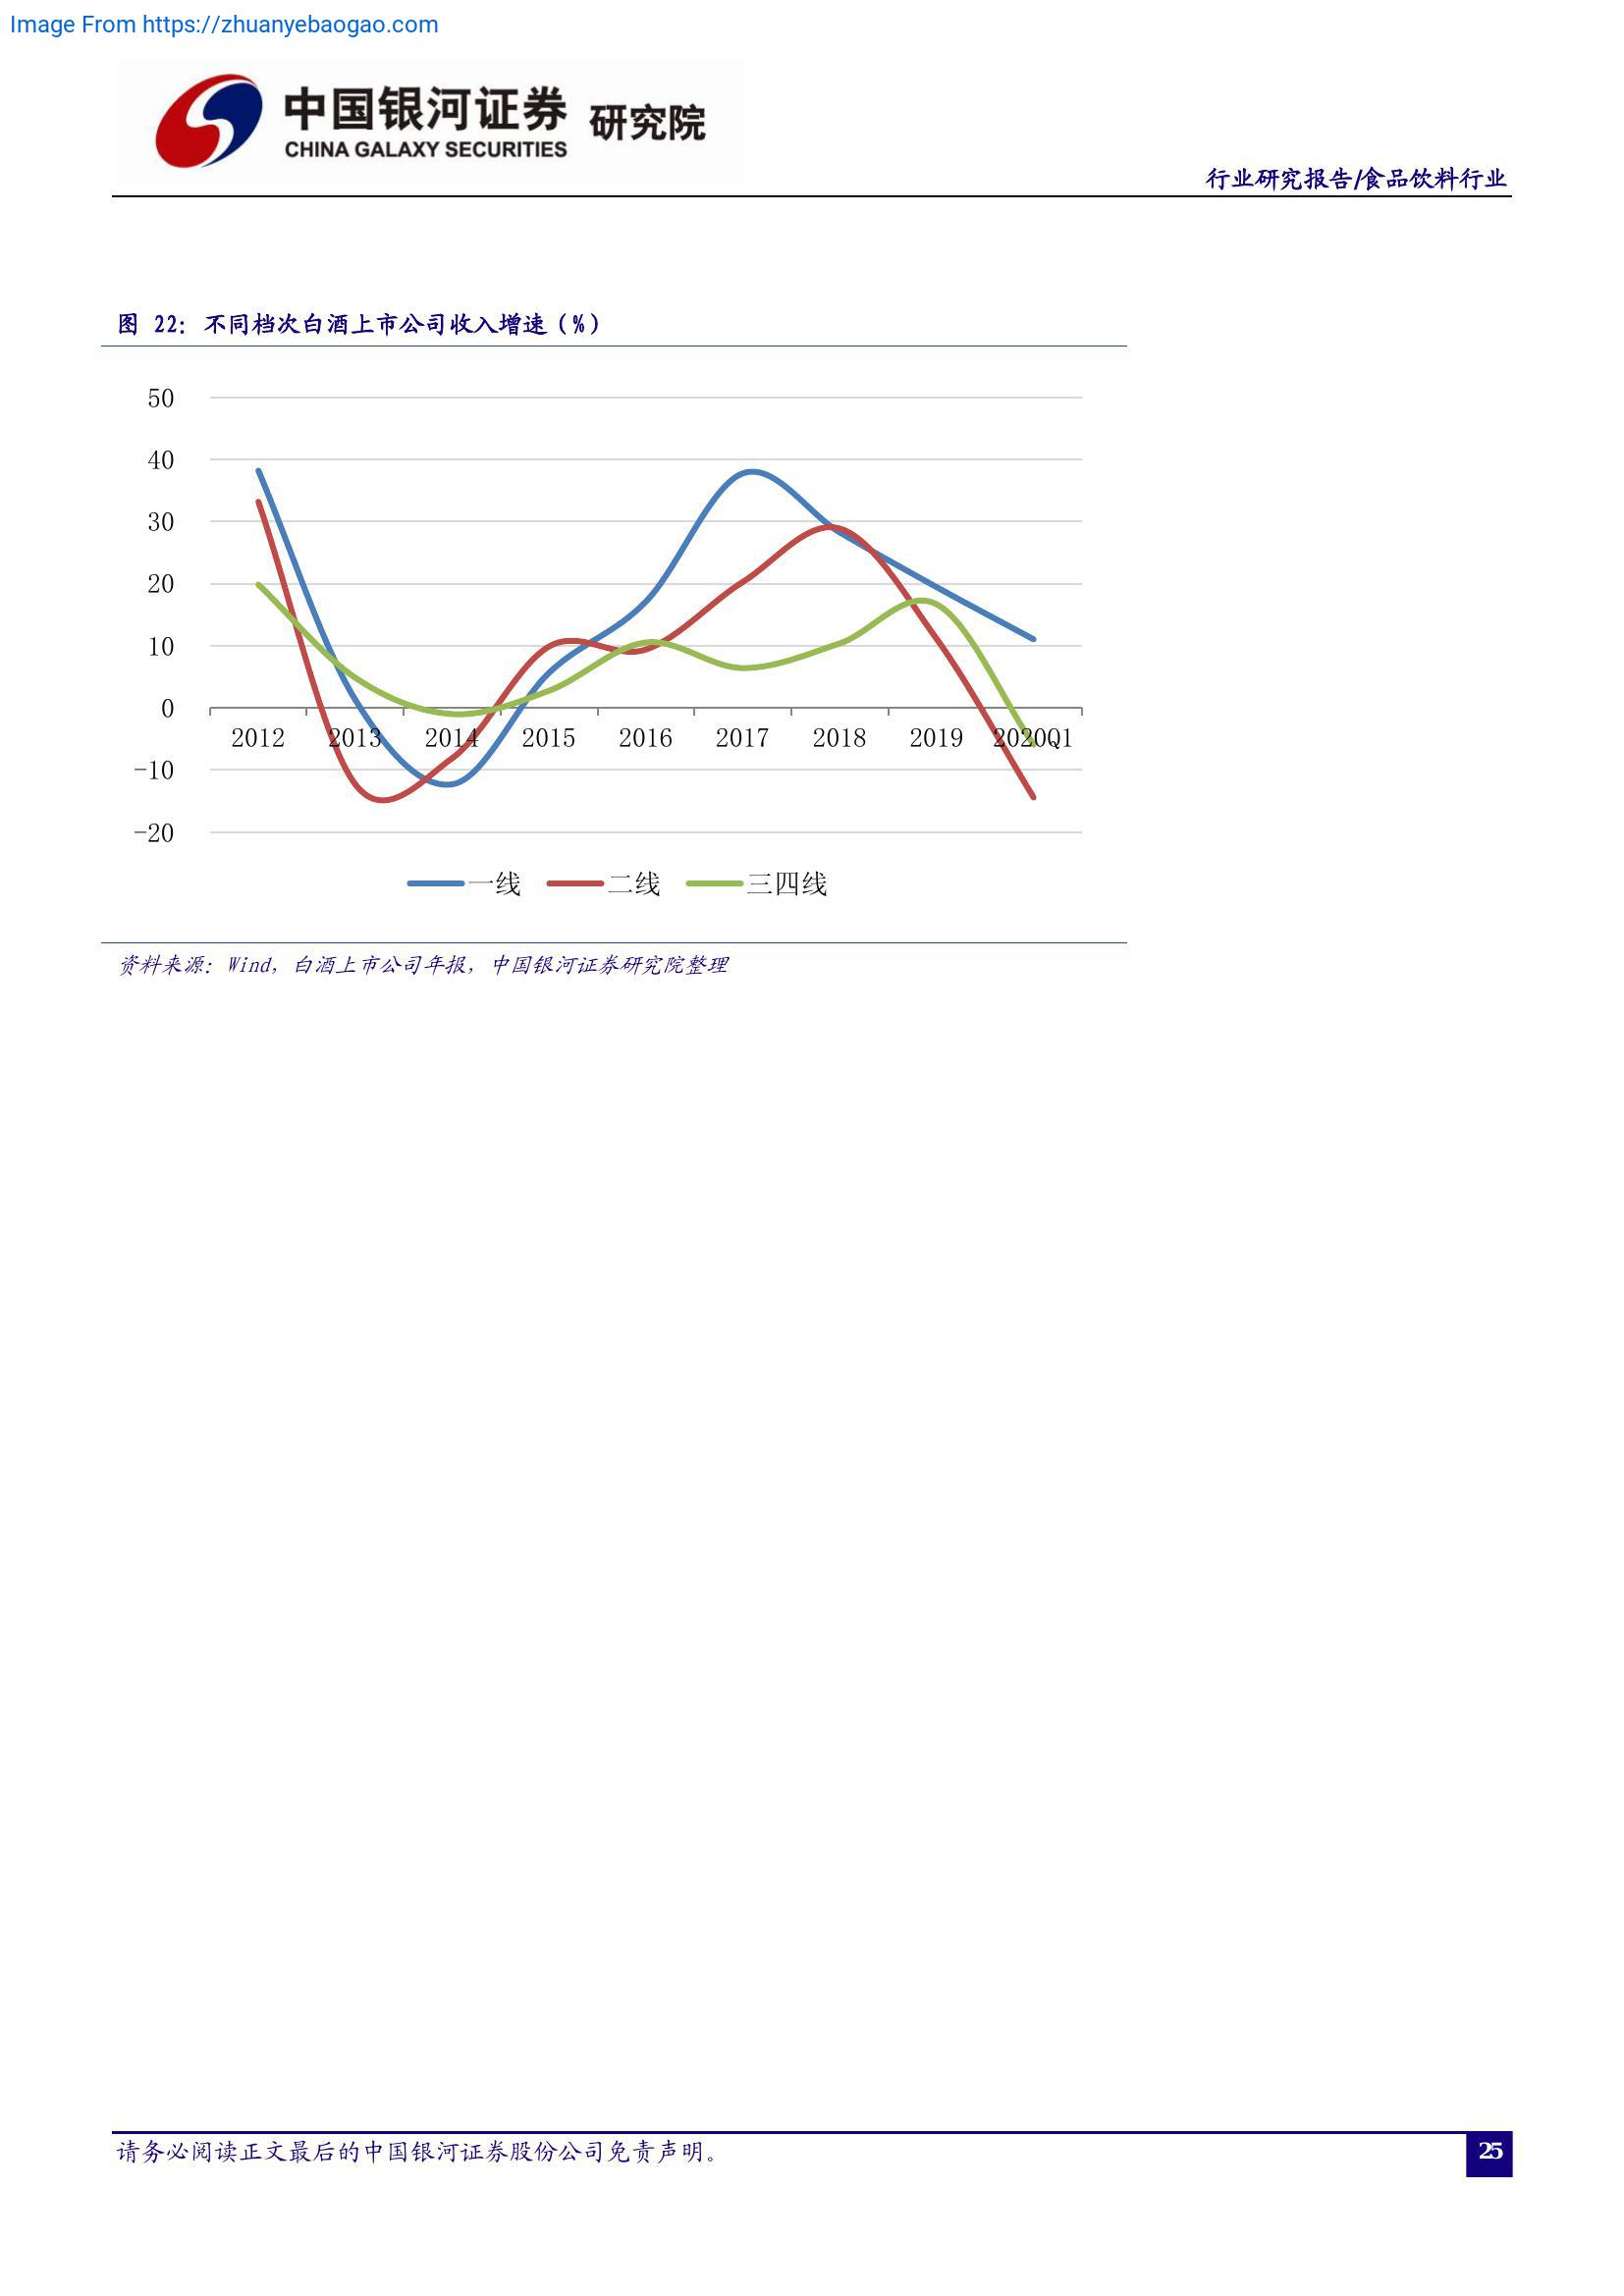 Image From https://zhuanyebaogao.com
中国银河证券 研究院
CHINA GALAXY SECURITIES
行业研究报告/食品饮料行业
图 22：不同档次白酒上市公司收入增速（%）
50
40
30
20
10
0
2012 2013 2014 2015 2016 2017 2018 2019 2020Q1
-10
-20
一线 二线 三四线
资料来源：Wind，白酒上市公司年报，中国银河证券研究院整理
请务必阅读正文最后的中国银河证券股份公司免责声明。
25